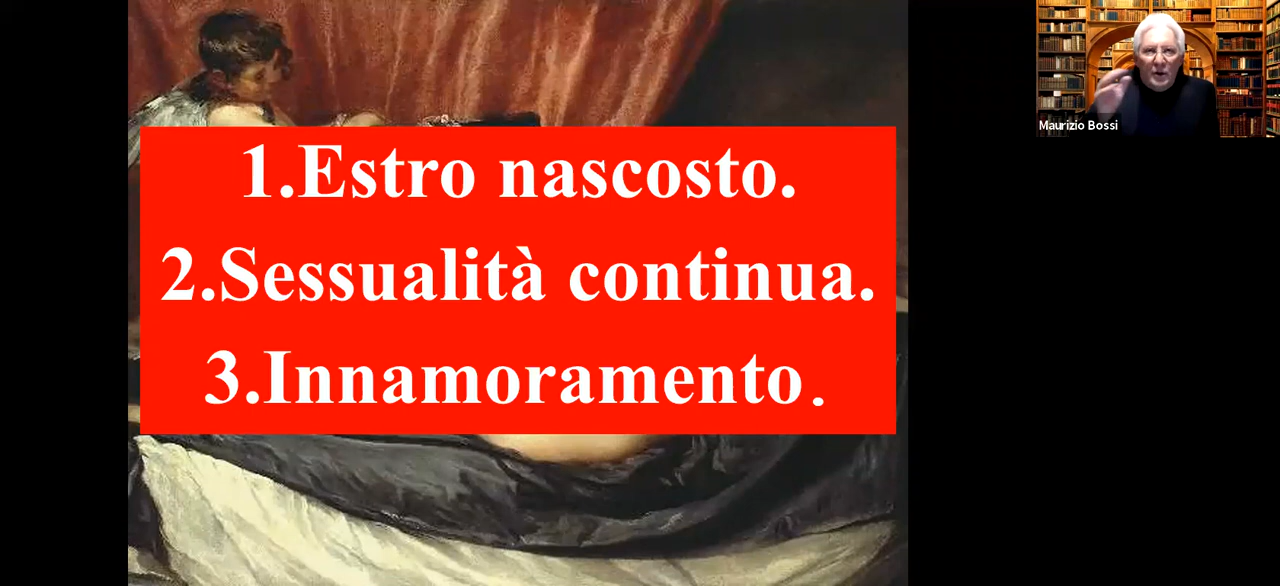 1.Estro nascosto.
2.Sessualità continua.
3.Innamoramento.
Maurizio Bossi